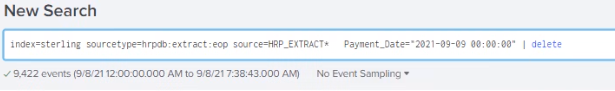 New Search
index=sterling sourcetype=hrpdb:extract:eop source=HRP_EXTRACT* Payment_Date="2021-09-09 00:00:00" | delete
✓ 9,422 events (9/8/21 12:00:00.000 AM to 9/8/21 7:38:43.000 AM) No Event Sampling ▾